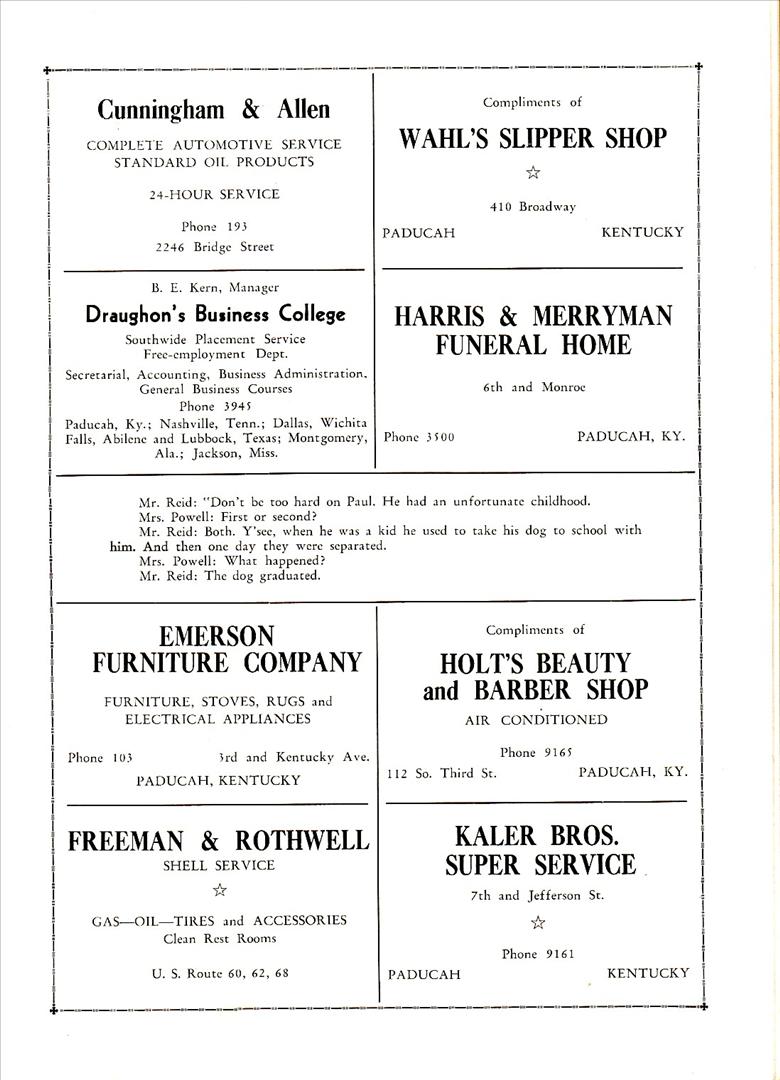 Cunningham & Allen
COMPLETE AUTOMOTIVE SERVICE
STANDARD OIL PRODUCTS
24-HOUR SERVICE
Phone 193
2246 Bridge Street
Compliments of
WAHL'S SLIPPER SHOP
410 Broadway
PADUCAH KENTUCKY
B. E. Kern, Manager
Draughon's Business College
Southwide Placement Service
Free-employment Dept.
Secretarial, Accounting, Business Administration,
General Business Courses
Phone 3945
Paducah, Ky.; Nashville, Tenn.; Dallas, Wichita
Falls, Abilene and Lubbock, Texas; Montgomery,
Ala.; Jackson, Miss.
HARRIS & MERRYMAN
FUNERAL HOME
6th and Monroe
Phone 3500 PADUCAH, KY.
Mr. Reid: "Don't be too hard on Paul. He had an unfortunate childhood.
Mrs. Powell: First or second?
Mr. Reid: Both. Y'see, when he was a kid he used to take his dog to school with
him. And then one day they were separated.
Mrs. Powell: What happened?
Mr. Reid: The dog graduated.
EMERSON
FURNITURE COMPANY
FURNITURE, STOVES, RUGS and
ELECTRICAL APPLIANCES
Phone 103 3rd and Kentucky Ave.
PADUCAH, KENTUCKY
Compliments of
HOLT'S BEAUTY
and BARBER SHOP
AIR CONDITIONED
Phone 9165
112 So. Third St. PADUCAH, KY.
FREEMAN & ROTHWELL
SHELL SERVICE
GAS—OIL—TIRES and ACCESSORIES
Clean Rest Rooms
U. S. Route 60, 62, 68
KALER BROS.
SUPER SERVICE
7th and Jefferson St.
Phone 9161
PADUCAH KENTUCKY